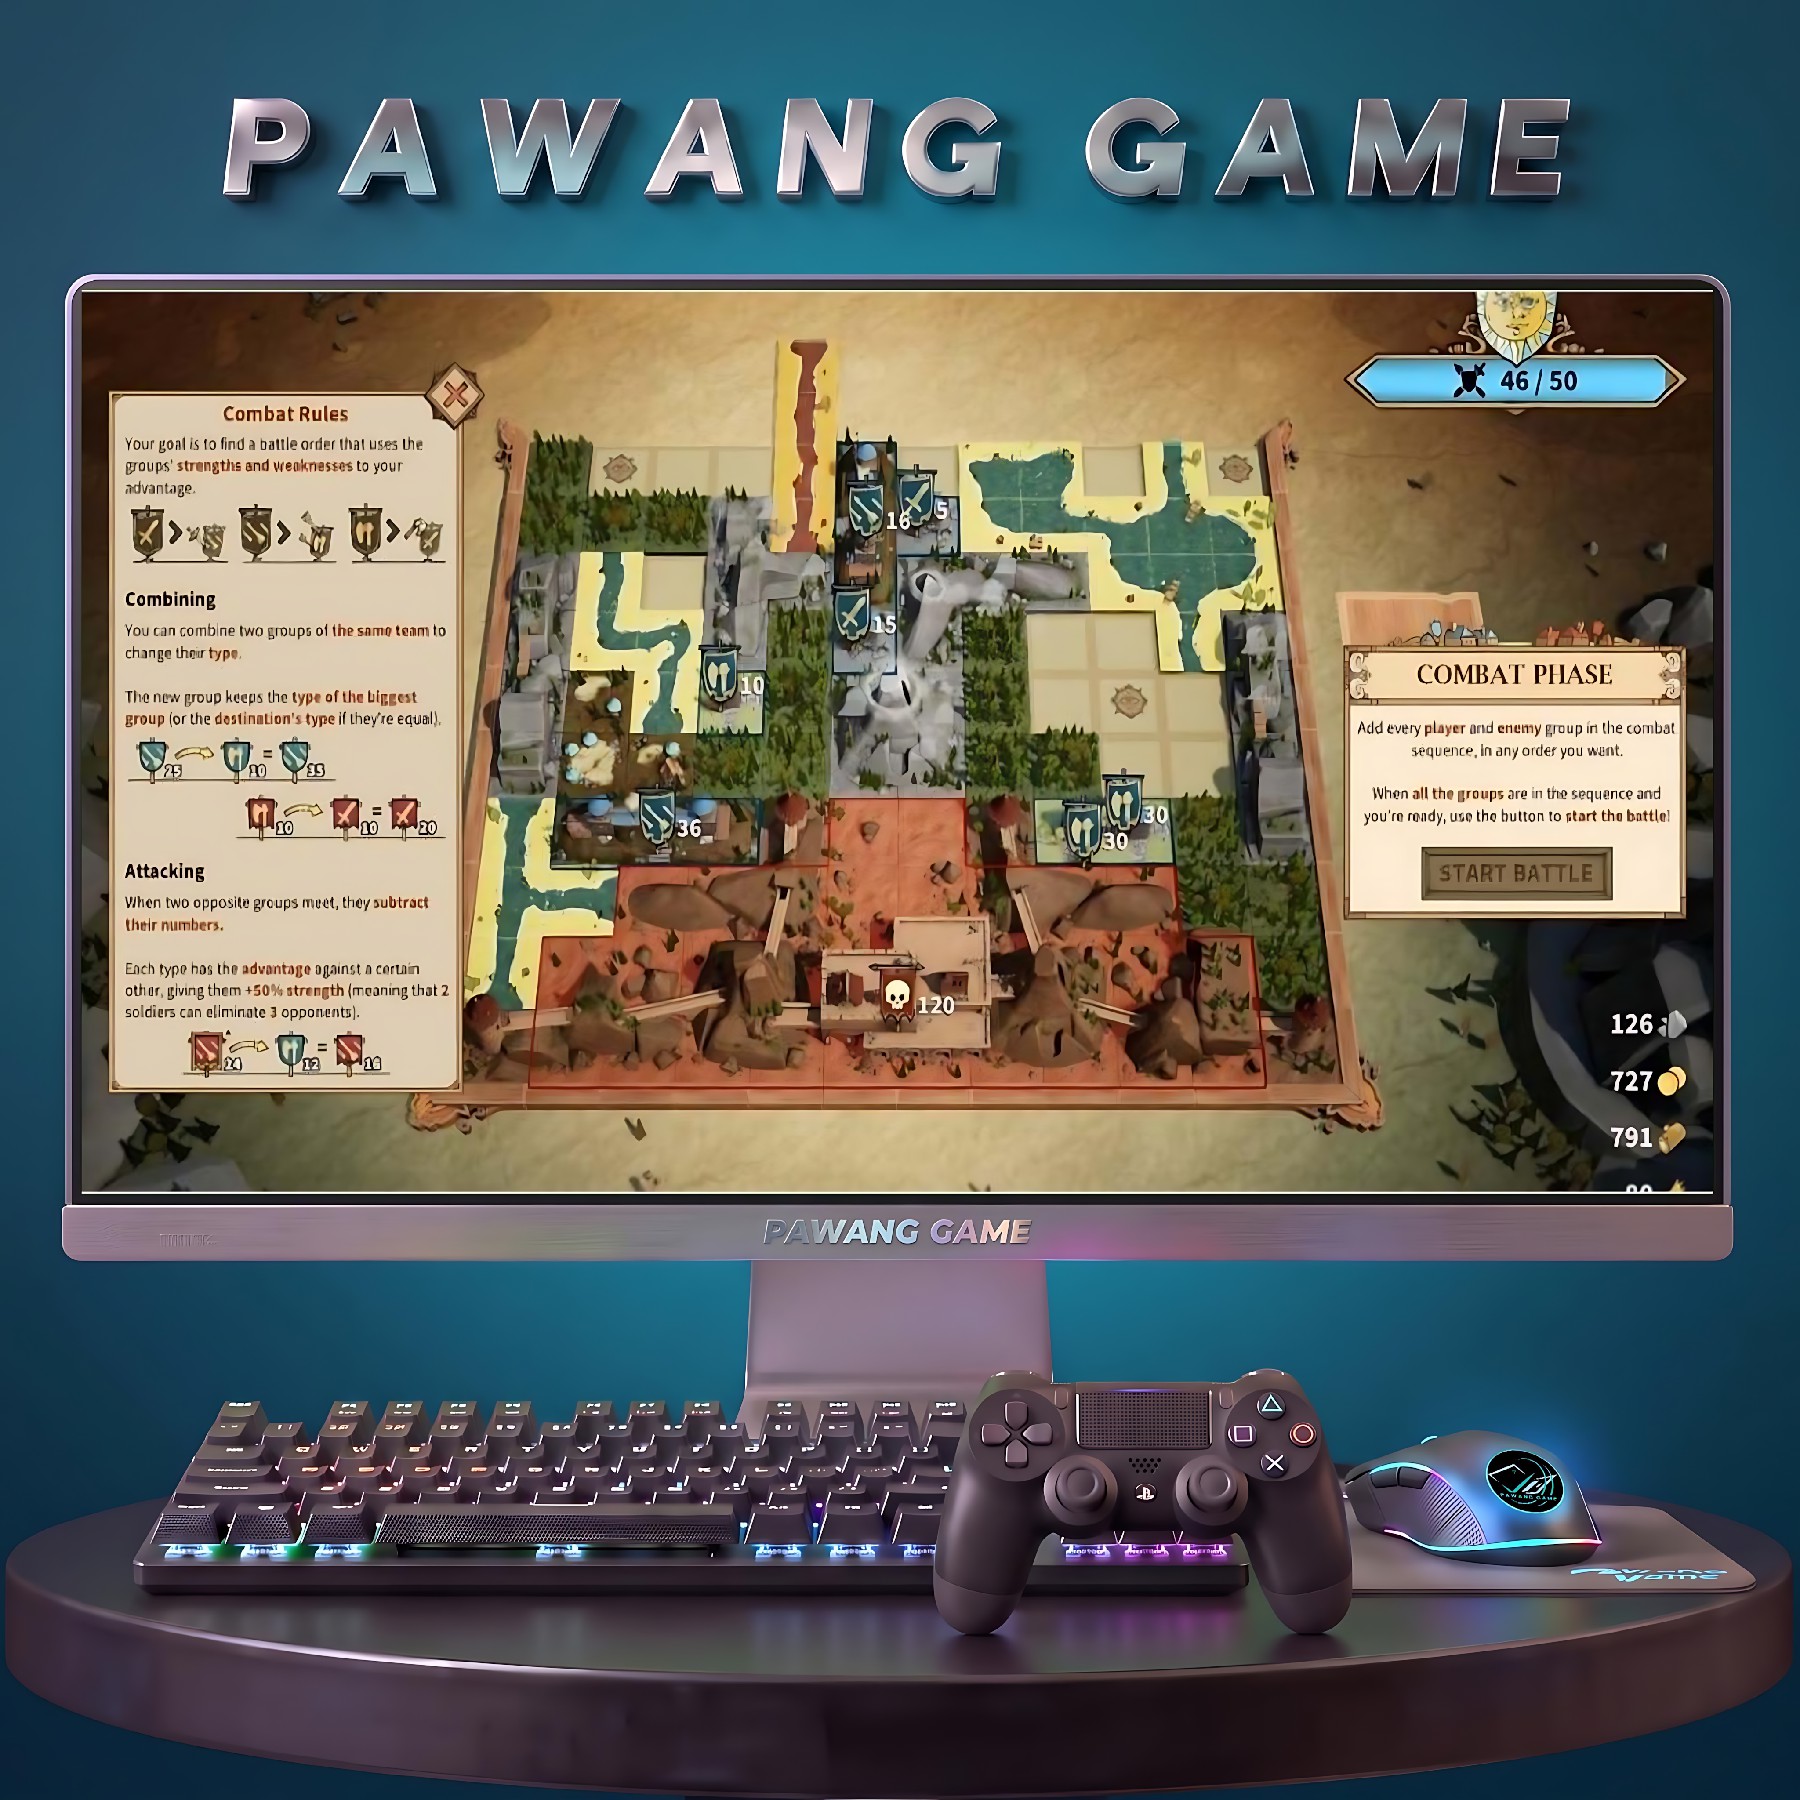 PAWANG GAME
46 / 50
Combat Rules
Your goal is to find a battle order that uses the
groups' strengths and weaknesses to your
advantage.
Combining
You can combine two groups of the same team to
change their type.
The new group keeps the type of the biggest
group (or the destination's type if they're equal).
25 10 = 35
10 10 = 20
Attacking
When two opposite groups meet, they subtract
their numbers.
Each type has the advantage against a certain
other, giving them +50% strength (meaning that 2
soldiers can eliminate 3 opponents).
24 12 = 16
16
5
15
10
36
30
30
120
COMBAT PHASE
Add every player and enemy group in the combat
sequence, in any order you want.
When all the groups are in the sequence and
you're ready, use the button to start the battle!
START BATTLE
126
727
791
PAWANG GAME
PAWANG GAME